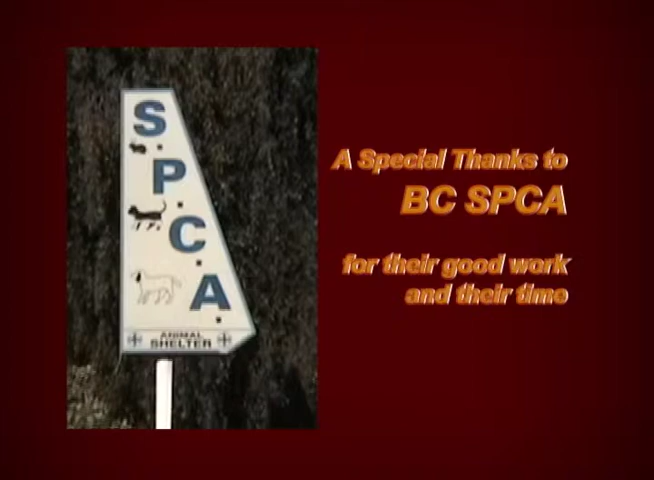 S.
P.
C.
A.
ANIMAL
SHELTER
A Special Thanks to
BC SPCA
for their good work
and their time